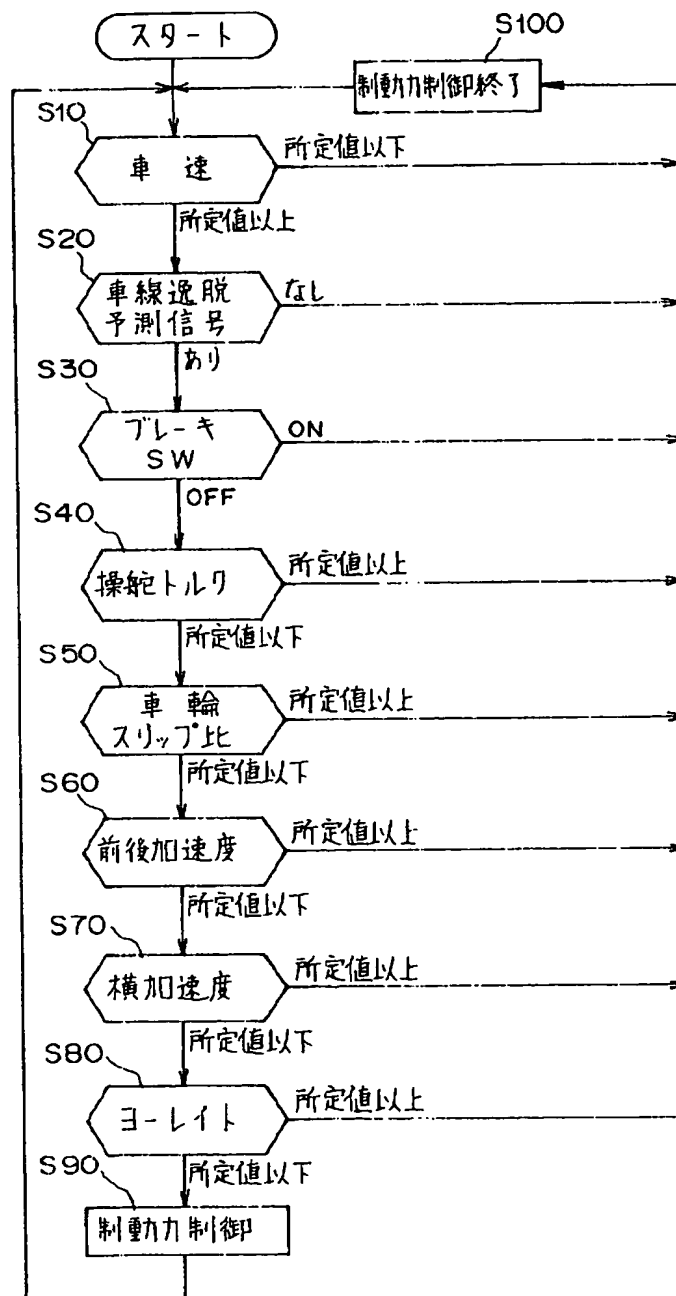 スタート
S100
制動力制御終了
S10
車速
所定値以下
所定値以上
S20
車線逸脱
予測信号
なし
あり
S30
ブレーキ
SW
ON
OFF
S40
操舵トルク
所定値以上
所定値以下
S50
車輪
スリップ比
所定値以上
所定値以下
S60
前後加速度
所定値以上
所定値以下
S70
横加速度
所定値以上
所定値以下
S80
ヨーレイト
所定値以上
所定値以下
S90
制動力制御